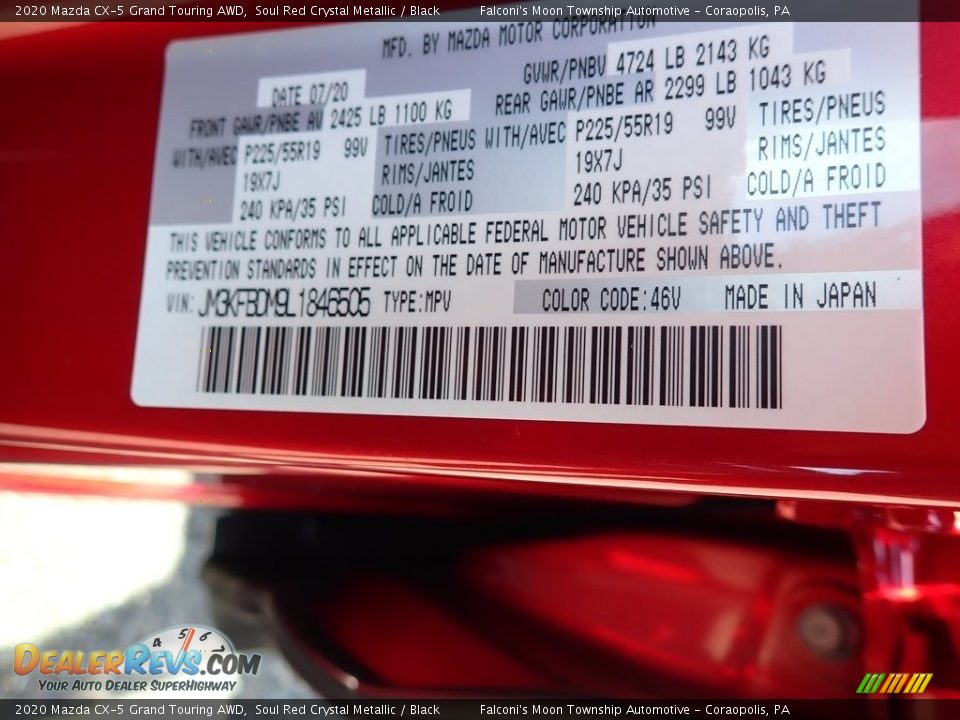 2020 Mazda CX-5 Grand Touring AWD, Soul Red Crystal Metallic / Black Falconi's Moon Township Automotive - Coraopolis, PA
MFD. BY MAZDA MOTOR CORPORATION
DATE 07/20 GVWR/PNBV 4724 LB 2143 KG
FRONT GAWR/PNBE AV 2425 LB 1100 KG REAR GAWR/PNBE AR 2299 LB 1043 KG
WITH/AVEC P225/55R19 99V TIRES/PNEUS WITH/AVEC P225/55R19 99V TIRES/PNEUS
19X7J RIMS/JANTES 19X7J RIMS/JANTES
240 KPA/35 PSI COLD/A FROID 240 KPA/35 PSI COLD/A FROID
THIS VEHICLE CONFORMS TO ALL APPLICABLE FEDERAL MOTOR VEHICLE SAFETY AND THEFT
PREVENTION STANDARDS IN EFFECT ON THE DATE OF MANUFACTURE SHOWN ABOVE.
VIN: JM3KFBDM9L1846505 TYPE:MPV COLOR CODE:46V MADE IN JAPAN
4 5 6
DEALERREVS.COM
YOUR AUTO DEALER SUPERHIGHWAY
2020 Mazda CX-5 Grand Touring AWD, Soul Red Crystal Metallic / Black Falconi's Moon Township Automotive - Coraopolis, PA